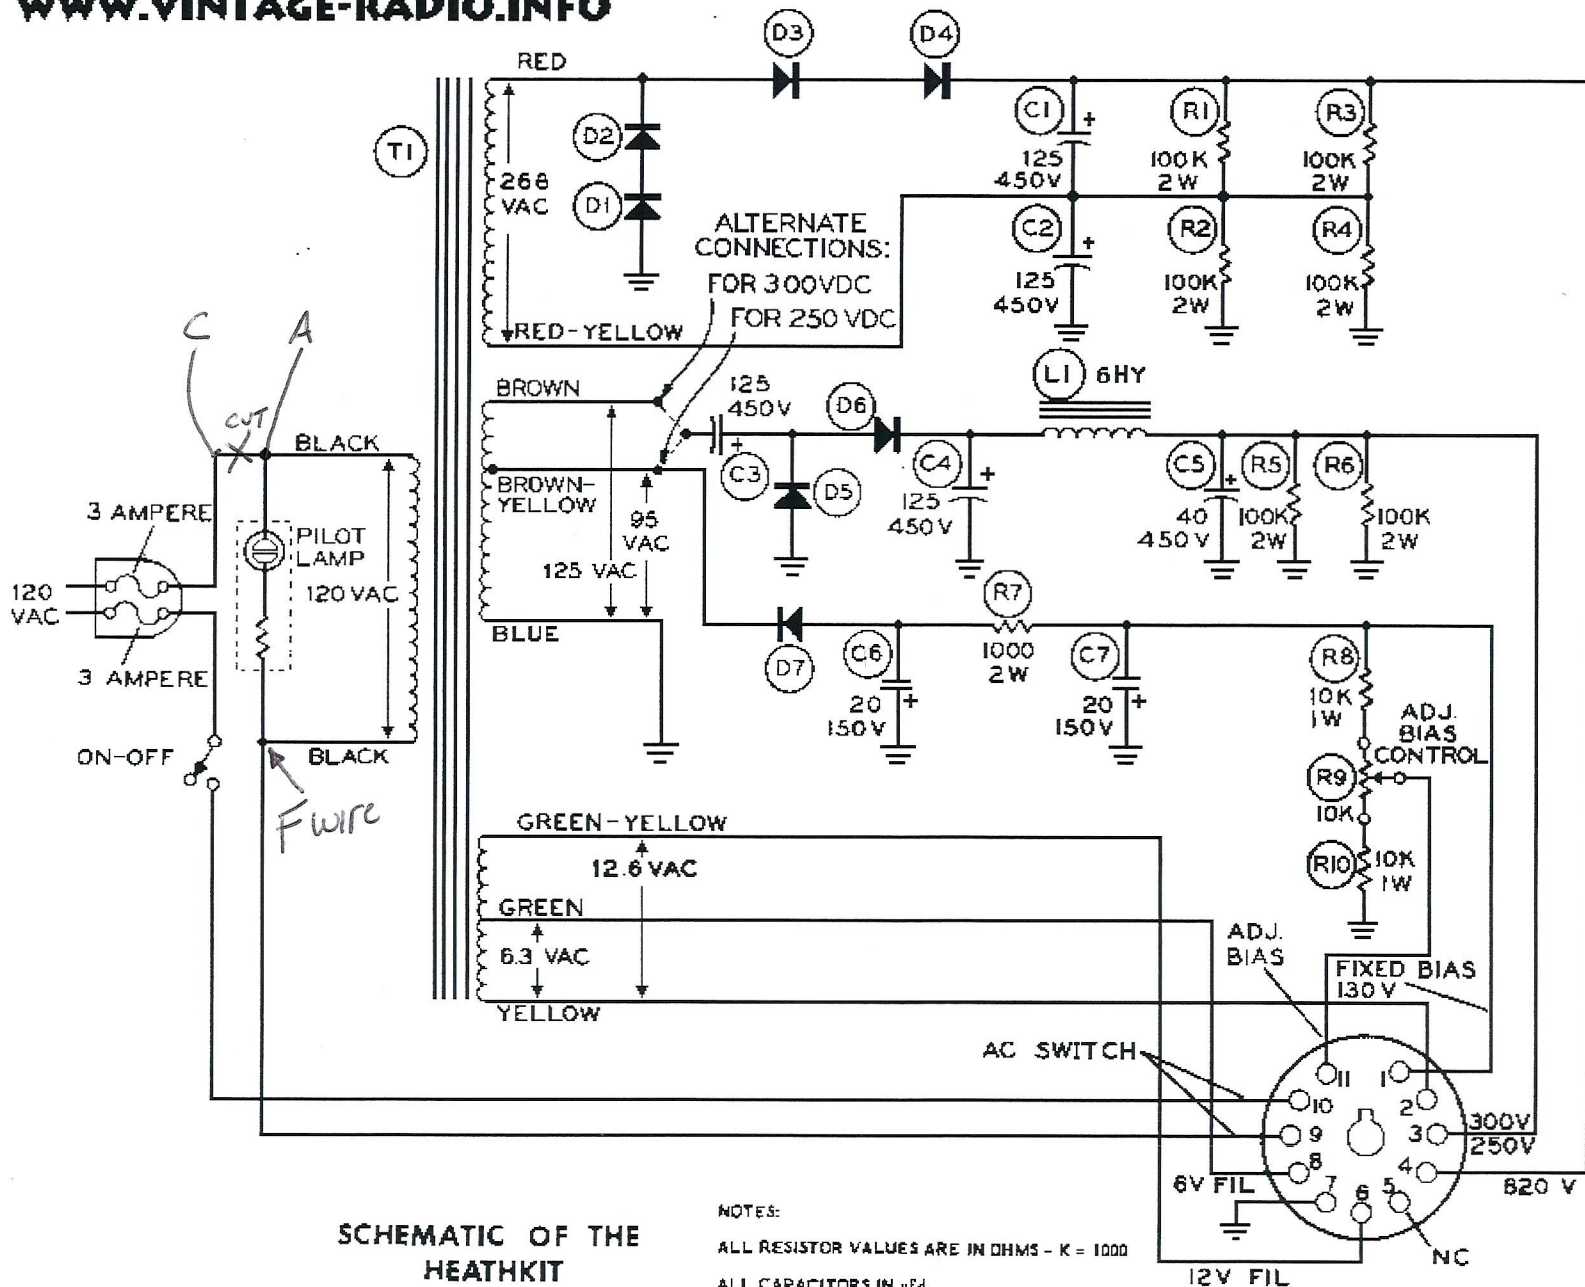 WWW.VINTAGE-RADIO.INFO
D3
D4
RED
T1
D2
D1
268
VAC
C1
+
125
450V
R1
100K
2W
R3
100K
2W
C2
+
125
450V
R2
100K
2W
R4
100K
2W
ALTERNATE
CONNECTIONS:
FOR 300VDC
FOR 250 VDC
RED-YELLOW
C
A
CUT
BLACK
BROWN
125
450V
+
C3
D6
D5
L1
6HY
C4
+
125
450V
C5
+
40
450V
R5
100K
2W
R6
100K
2W
BROWN-
YELLOW
95
VAC
125 VAC
BLUE
3 AMPERE
120
VAC
3 AMPERE
PILOT
LAMP
120 VAC
ON-OFF
BLACK
F wire
D7
C6
20
150V
+
R7
1000
2W
C7
20
150V
+
R8
10K
1W
ADJ.
BIAS
CONTROL
R9
10K
R10
10K
1W
GREEN-YELLOW
12.6 VAC
GREEN
6.3 VAC
YELLOW
ADJ.
BIAS
FIXED BIAS
130V
AC SWITCH
11
1
10
2
9
3
8
4
7
6
5
300V
250V
6V FIL
820 V
NC
12V FIL
SCHEMATIC OF THE
HEATHKIT
NOTES:
ALL RESISTOR VALUES ARE IN OHMS - K = 1000
ALL CAPACITORS IN